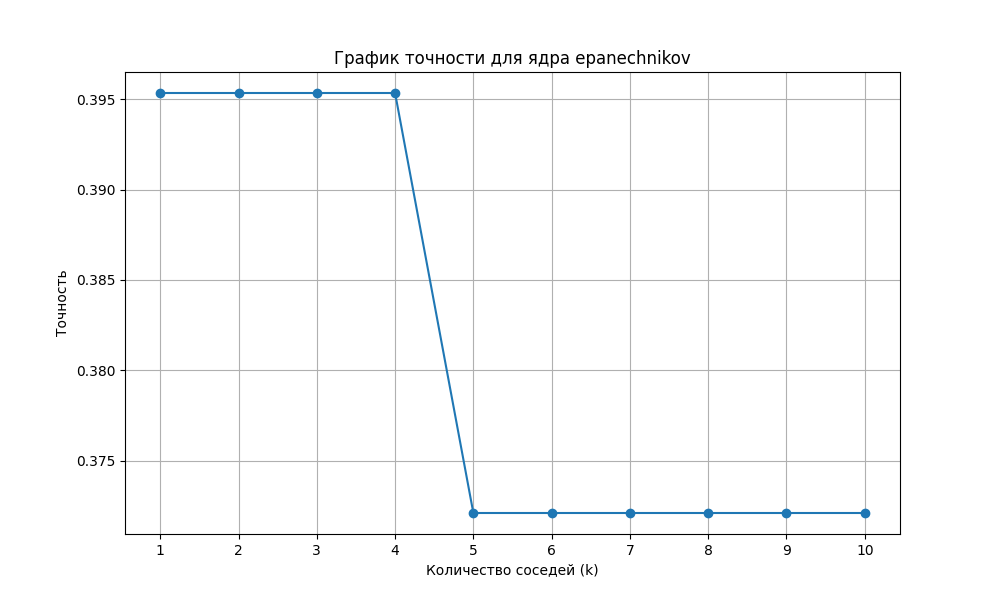 График точности для ядра epanechnikov
0.395
0.390
0.385
0.380
0.375
Точность
1 2 3 4 5 6 7 8 9 10
Количество соседей (k)